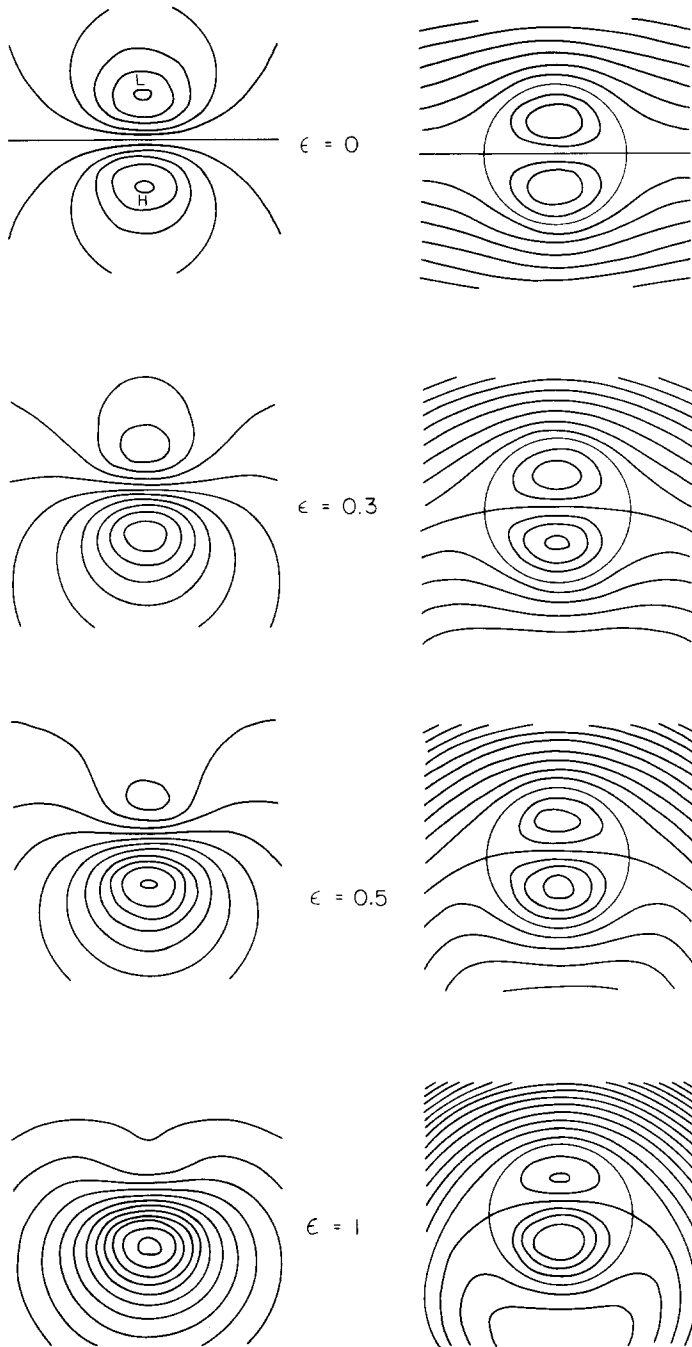 L
H
ϵ = 0
ϵ = 0.3
ϵ = 0.5
ϵ = 1